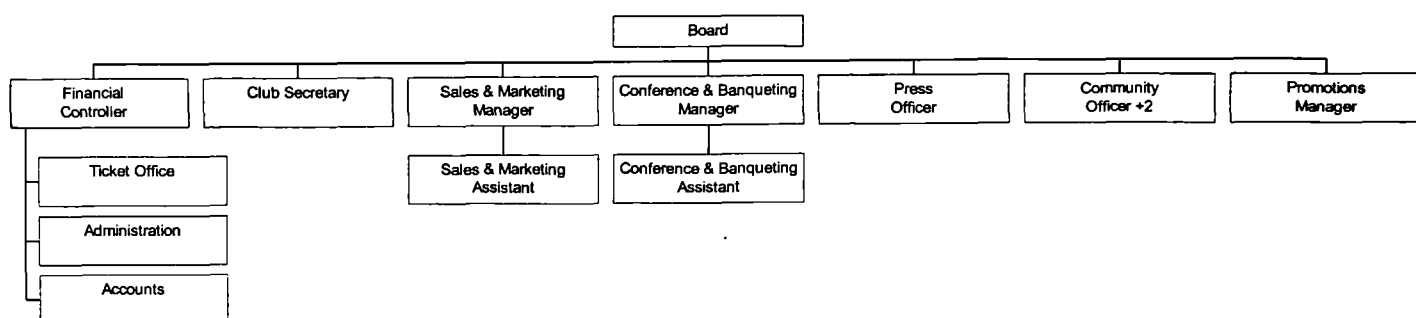 Board
Financial
Controller
Club Secretary
Sales & Marketing
Manager
Conference & Banqueting
Manager
Press
Officer
Community
Officer +2
Promotions
Manager
Ticket Office
Administration
Accounts
Sales & Marketing
Assistant
Conference & Banqueting
Assistant